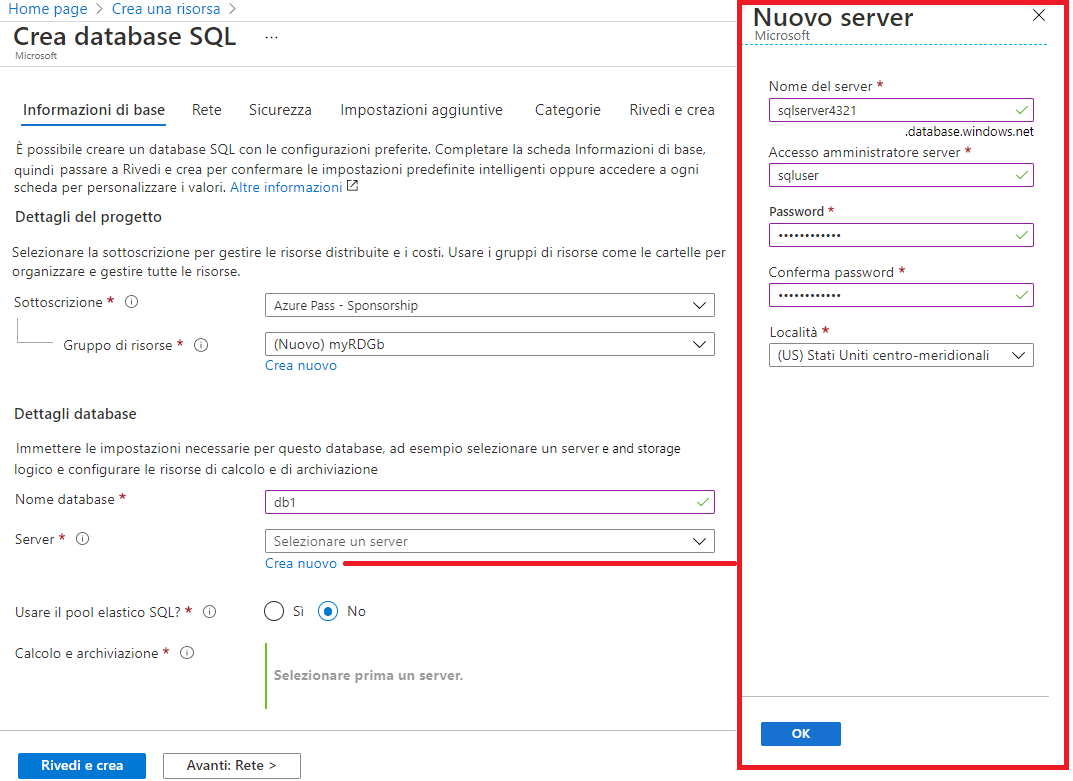 Home page > Crea una risorsa >
Crea database SQL ...
Microsoft
Informazioni di base Rete Sicurezza Impostazioni aggiuntive Categorie Rivedi e crea
È possibile creare un database SQL con le configurazioni preferite. Completare la scheda Informazioni di base,
quindi passare a Rivedi e crea per confermare le impostazioni predefinite intelligenti oppure accedere a ogni
scheda per personalizzare i valori. Altre informazioni
Dettagli del progetto
Selezionare la sottoscrizione per gestire le risorse distribuite e i costi. Usare i gruppi di risorse come le cartelle per
organizzare e gestire tutte le risorse.
Sottoscrizione * Azure Pass - Sponsorship
Gruppo di risorse * (Nuovo) myRDGb
Crea nuovo
Dettagli database
Immettere le impostazioni necessarie per questo database, ad esempio selezionare un server e and storage
logico e configurare le risorse di calcolo e di archiviazione
Nome database * db1
Server * Selezionare un server
Crea nuovo
Usare il pool elastico SQL? * Sì No
Calcolo e archiviazione *
Selezionare prima un server.
Rivedi e crea Avanti: Rete >
Nuovo server
Microsoft
Nome del server *
sqlserver4321
.database.windows.net
Accesso amministratore server *
sqluser
Password *
••••••••••••
Conferma password *
••••••••••••
Località *
(US) Stati Uniti centro-meridionali
OK